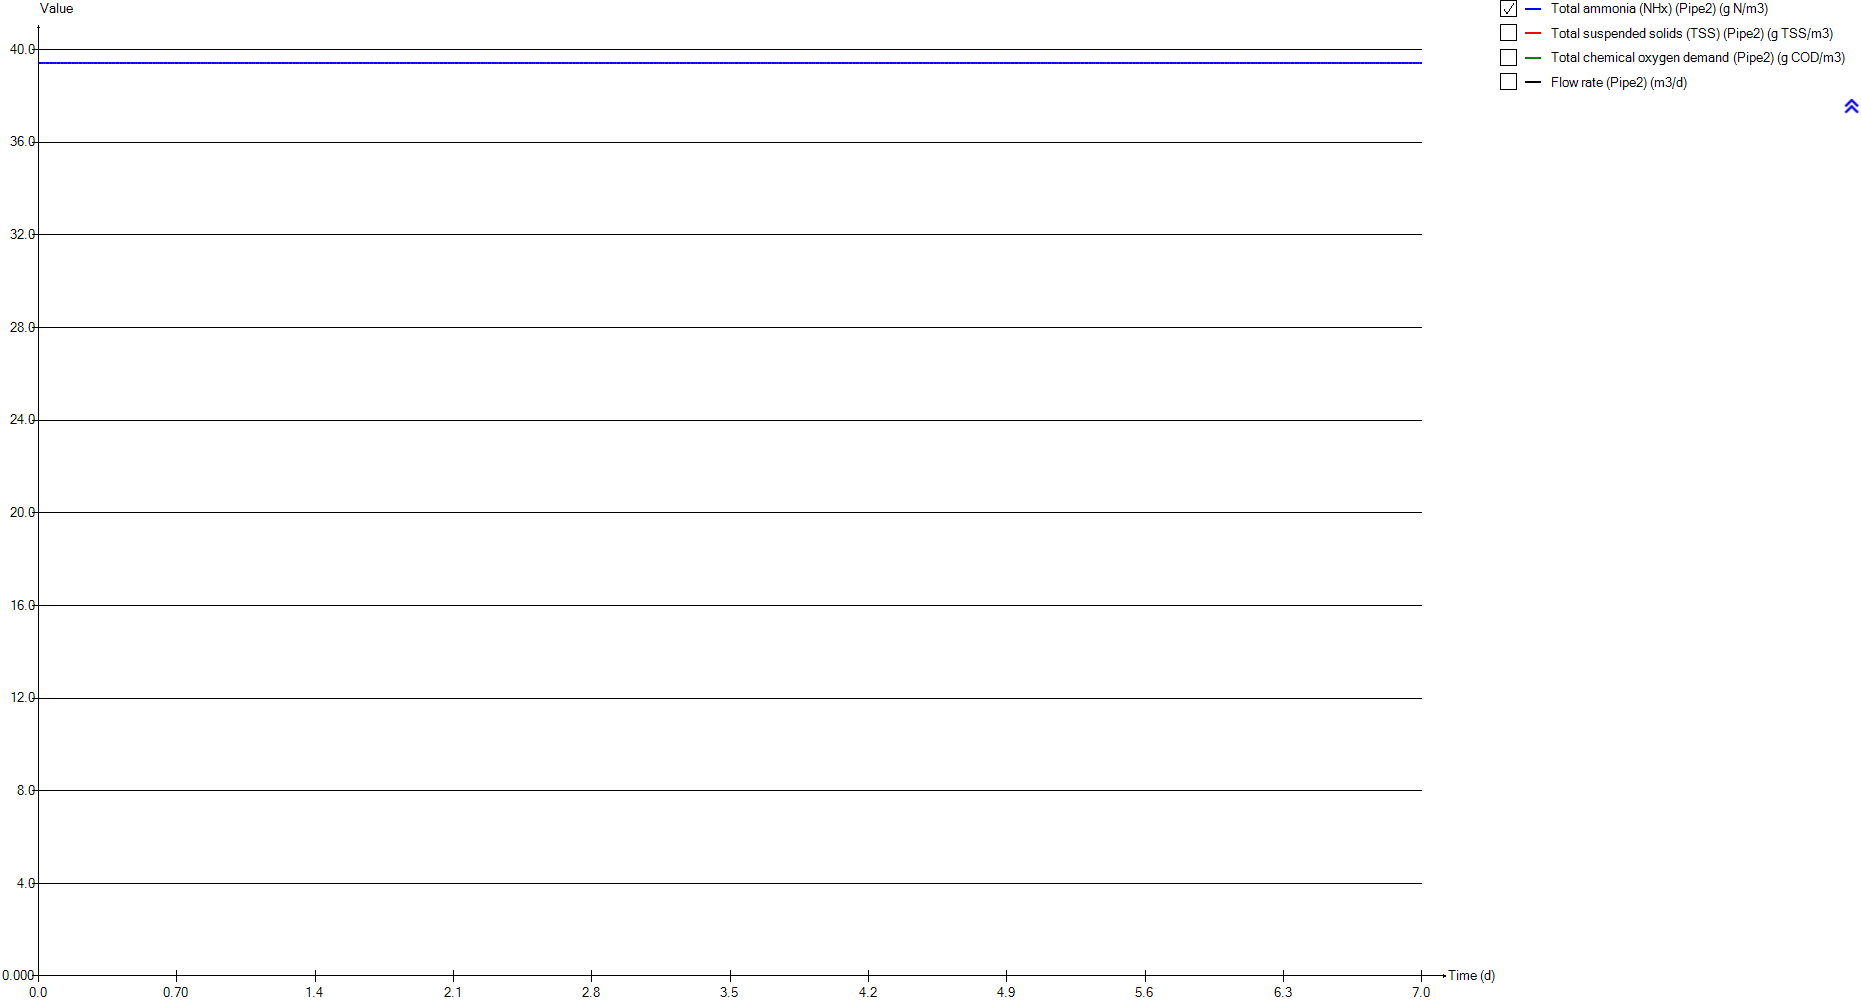 Value
Total ammonia (NHx) (Pipe2) (g N/m3)
Total suspended solids (TSS) (Pipe2) (g TSS/m3)
Total chemical oxygen demand (Pipe2) (g COD/m3)
Flow rate (Pipe2) (m3/d)
40.0
36.0
32.0
28.0
24.0
20.0
16.0
12.0
8.0
4.0
0.000
Time (d)
0.0 0.70 1.4 2.1 2.8 3.5 4.2 4.9 5.6 6.3 7.0